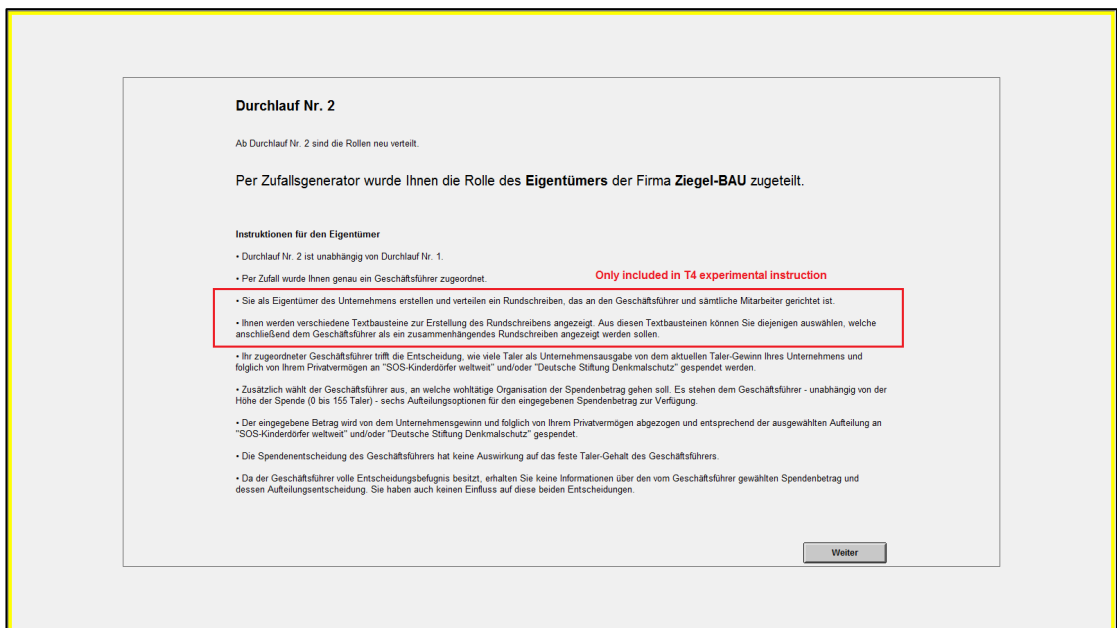 Durchlauf Nr. 2
Ab Durchlauf Nr. 2 sind die Rollen neu verteilt.
Per Zufallsgenerator wurde Ihnen die Rolle des Eigentümers der Firma Ziegel-BAU zugeteilt.
Instruktionen für den Eigentümer
• Durchlauf Nr. 2 ist unabhängig von Durchlauf Nr. 1.
• Per Zufall wurde Ihnen genau ein Geschäftsführer zugeordnet.
Only included in T4 experimental instruction
• Sie als Eigentümer des Unternehmens erstellen und verteilen ein Rundschreiben, das an den Geschäftsführer und sämtliche Mitarbeiter gerichtet ist.
• Ihnen werden verschiedene Textbausteine zur Erstellung des Rundschreibens angezeigt. Aus diesen Textbausteinen können Sie diejenigen auswählen, welche
anschließend dem Geschäftsführer als ein zusammenhängendes Rundschreiben angezeigt werden sollen.
• Ihr zugeordneter Geschäftsführer trifft die Entscheidung, wie viele Taler als Unternehmensausgabe von dem aktuellen Taler-Gewinn Ihres Unternehmens und
folglich von Ihrem Privatvermögen an "SOS-Kinderdörfer weltweit" und/oder "Deutsche Stiftung Denkmalschutz" gespendet werden.
• Zusätzlich wählt der Geschäftsführer aus, an welche wohltätige Organisation der Spendenbetrag gehen soll. Es stehen dem Geschäftsführer - unabhängig von der
Höhe der Spende (0 bis 155 Taler) - sechs Aufteilungsoptionen für den eingegebenen Spendenbetrag zur Verfügung.
• Der eingegebene Betrag wird von dem Unternehmensgewinn und folglich von Ihrem Privatvermögen abgezogen und entsprechend der ausgewählten Aufteilung an
"SOS-Kinderdörfer weltweit" und/oder "Deutsche Stiftung Denkmalschutz" gespendet.
• Die Spendenentscheidung des Geschäftsführers hat keine Auswirkung auf das feste Taler-Gehalt des Geschäftsführers.
• Da der Geschäftsführer volle Entscheidungsbefugnis besitzt, erhalten Sie keine Informationen über den vom Geschäftsführer gewählten Spendenbetrag und
dessen Aufteilungsentscheidung. Sie haben auch keinen Einfluss auf diese beiden Entscheidungen.
Weiter